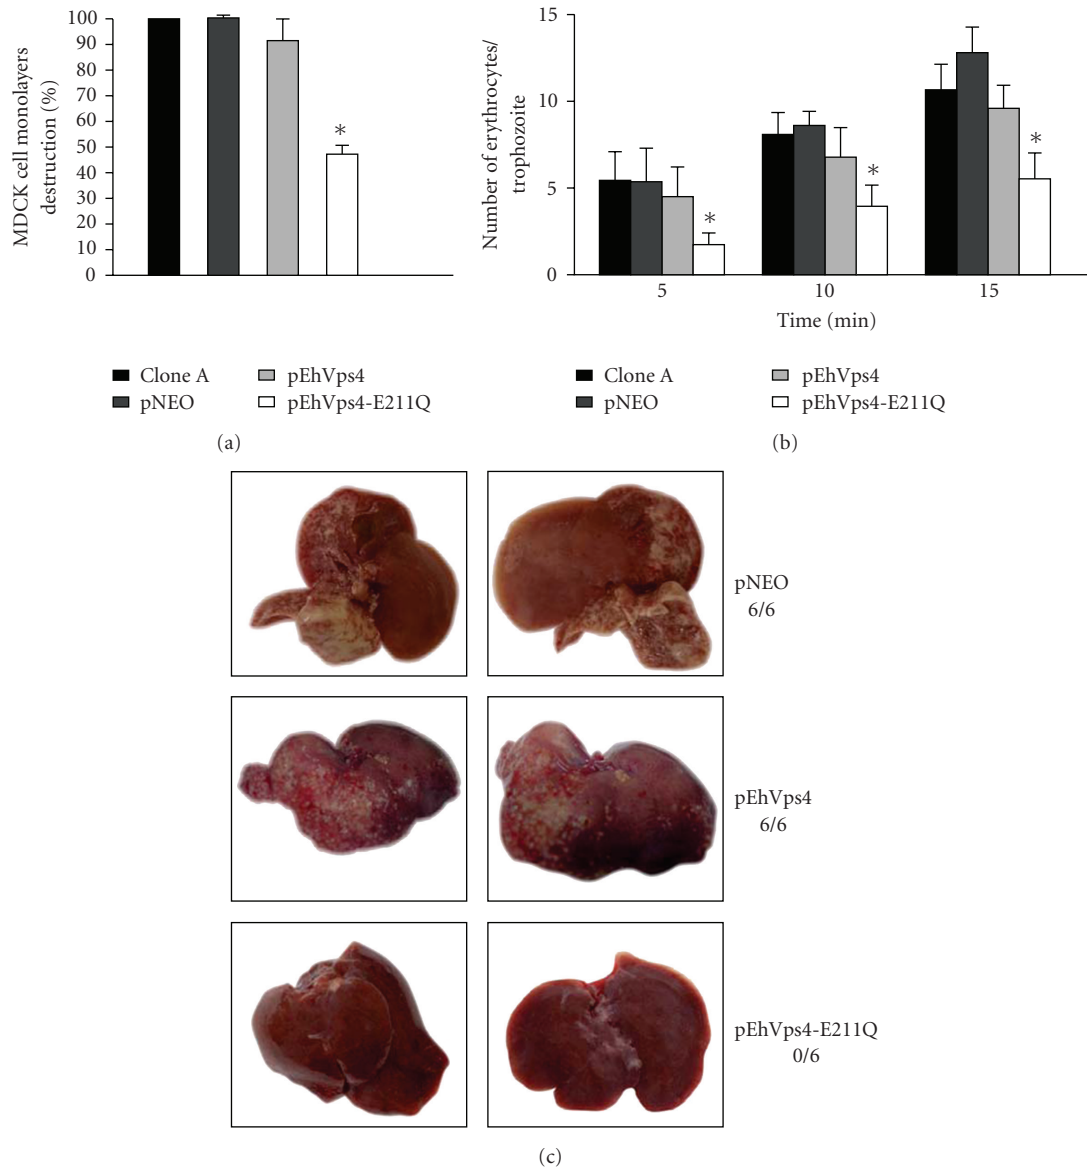 MDCK cell monolayers
destruction (%)
100
90
80
70
60
50
40
30
20
10
0
*
Clone A
pNEO
pEhVps4
pEhVps4-E211Q
(a)
Number of erythrocytes/
trophozoite
15
10
5
0
*
*
*
5 10 15
Time (min)
Clone A
pNEO
pEhVps4
pEhVps4-E211Q
(b)
pNEO
6/6
pEhVps4
6/6
pEhVps4-E211Q
0/6
(c)